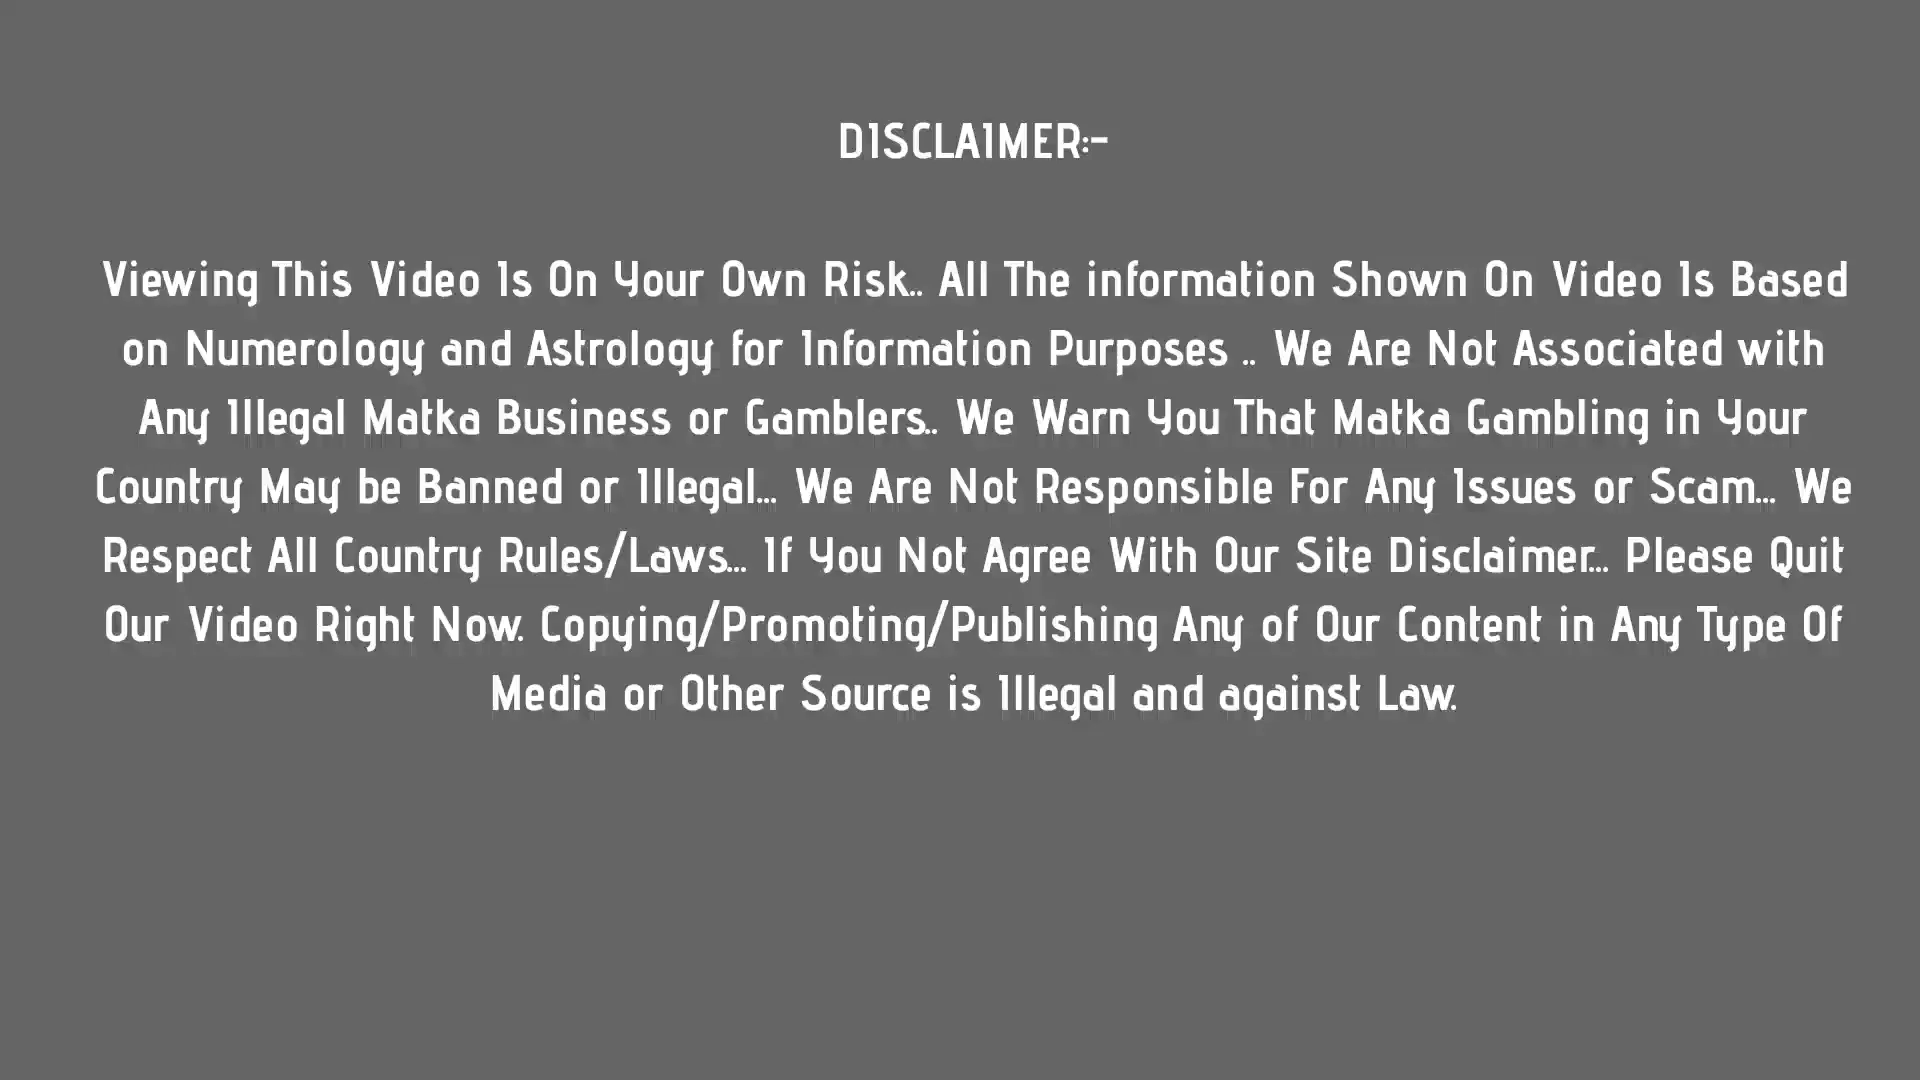 DISCLAIMER:-
Viewing This Video Is On Your Own Risk.. All The information Shown On Video Is Based
on Numerology and Astrology for Information Purposes .. We Are Not Associated with
Any Illegal Matka Business or Gamblers.. We Warn You That Matka Gambling in Your
Country May be Banned or Illegal... We Are Not Responsible For Any Issues or Scam... We
Respect All Country Rules/Laws... If You Not Agree With Our Site Disclaimer... Please Quit
Our Video Right Now. Copying/Promoting/Publishing Any of Our Content in Any Type Of
Media or Other Source is Illegal and against Law.